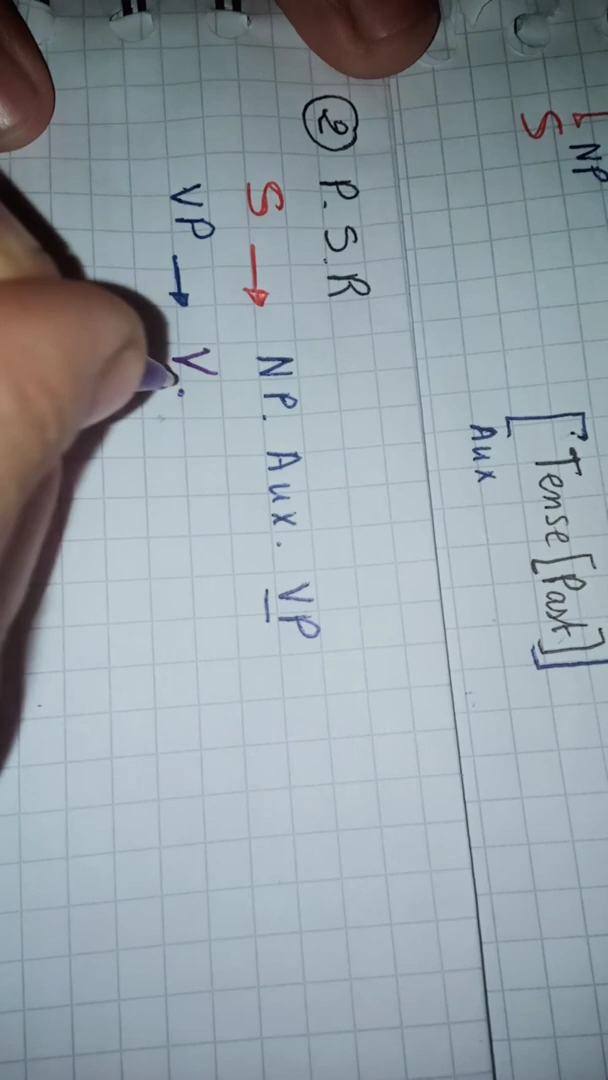 [NP
S
[Tense[Past]]
Aux
② P.S.R
S → NP. Aux. VP
VP → V.